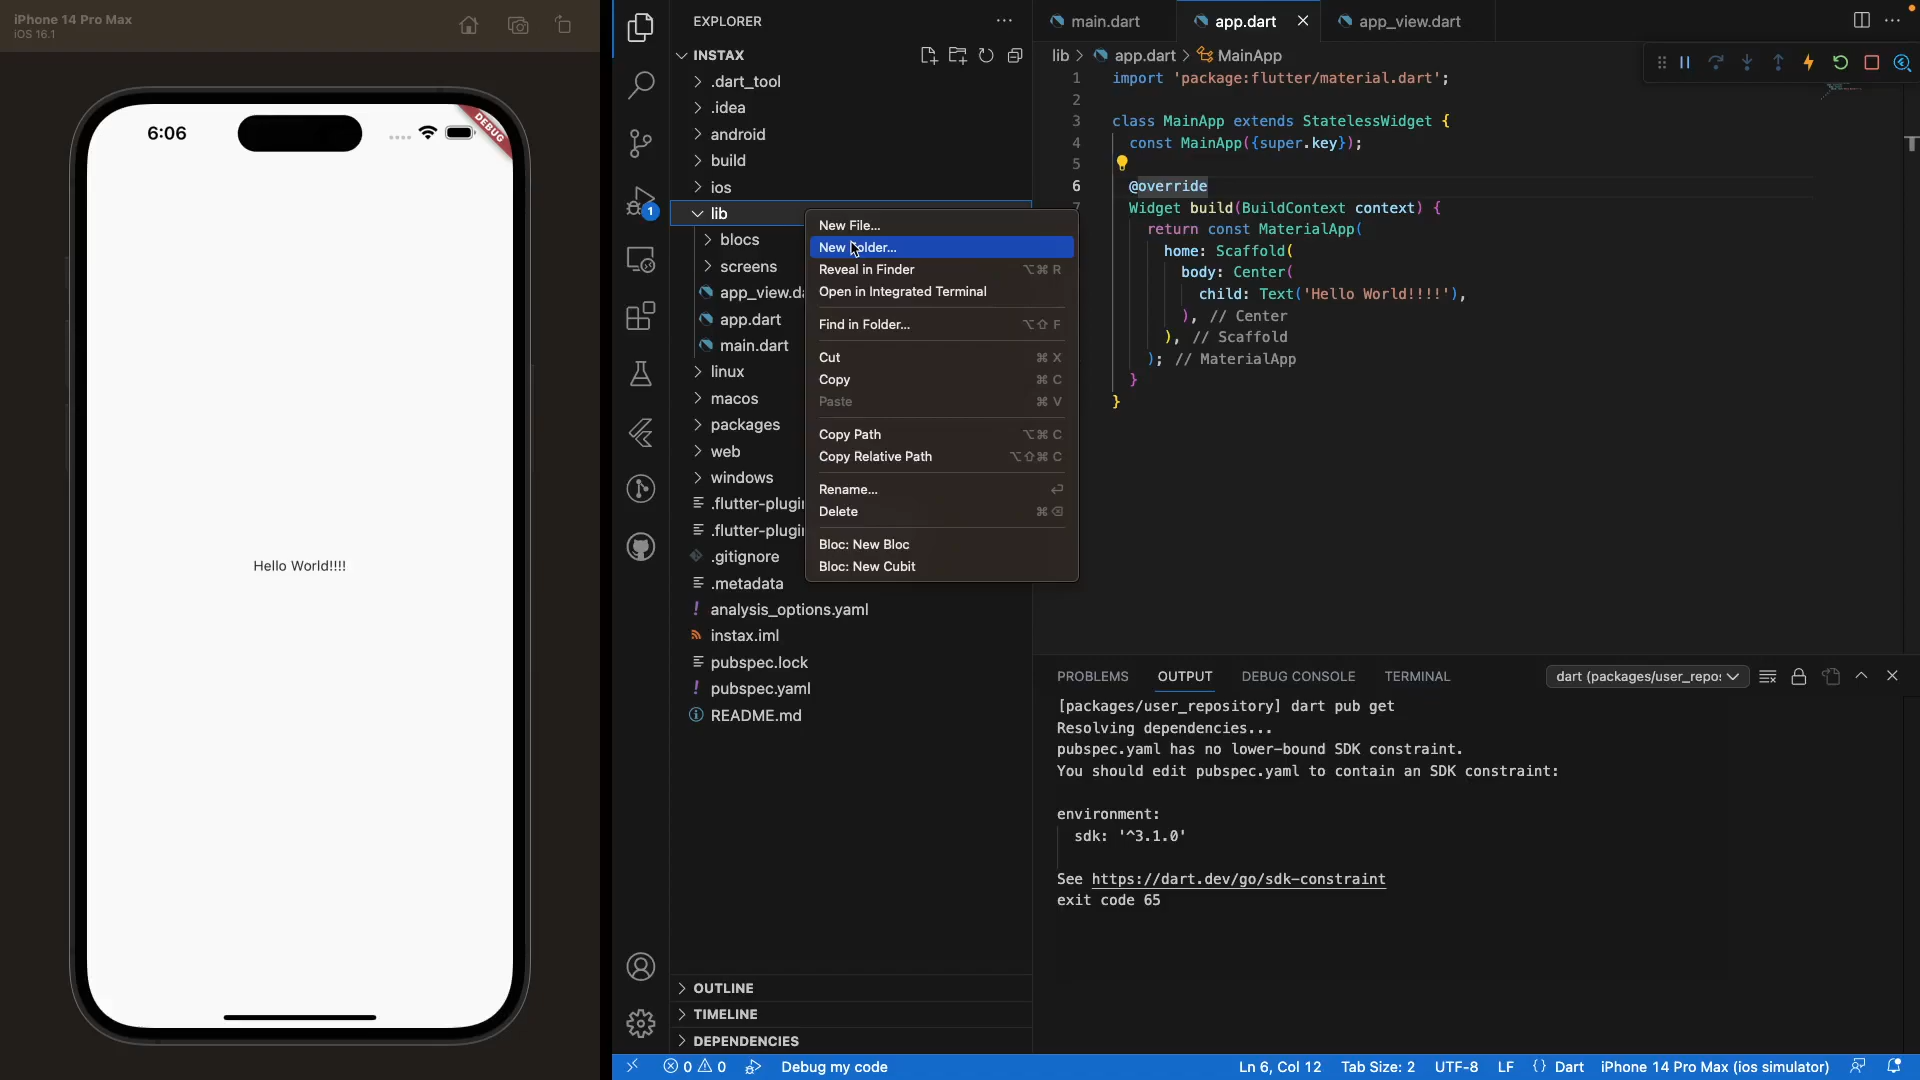 iPhone 14 Pro Max
iOS 16.1
6:06
DEBUG
Hello World!!!!
EXPLORER
INSTAX
.dart_tool
.idea
android
build
ios
lib
blocs
screens
app_view.da
app.dart
main.dart
linux
macos
packages
web
windows
.flutter-plugin
.flutter-plugin
.gitignore
.metadata
analysis_options.yaml
instax.iml
pubspec.lock
pubspec.yaml
README.md
OUTLINE
TIMELINE
DEPENDENCIES
1
New File...
New Folder...
Reveal in Finder ⌥⌘ R
Open in Integrated Terminal
Find in Folder... ⌥⇧ F
Cut ⌘ X
Copy ⌘ C
Paste ⌘ V
Copy Path ⌥⌘ C
Copy Relative Path ⌥⇧⌘ C
Rename... ⏎
Delete ⌘⌫
Bloc: New Bloc
Bloc: New Cubit
main.dart app.dart app_view.dart
lib > app.dart > MainApp
1 import 'package:flutter/material.dart';
2
3 class MainApp extends StatelessWidget {
4 const MainApp({super.key});
5
6 @override
7 Widget build(BuildContext context) {
return const MaterialApp(
home: Scaffold(
body: Center(
child: Text('Hello World!!!!'),
), // Center
), // Scaffold
); // MaterialApp
}
}
PROBLEMS OUTPUT DEBUG CONSOLE TERMINAL dart (packages/user_repos
[packages/user_repository] dart pub get
Resolving dependencies...
pubspec.yaml has no lower-bound SDK constraint.
You should edit pubspec.yaml to contain an SDK constraint:
environment:
sdk: '^3.1.0'
See https://dart.dev/go/sdk-constraint
exit code 65
0 0 Debug my code Ln 6, Col 12 Tab Size: 2 UTF-8 LF {} Dart iPhone 14 Pro Max (ios simulator)